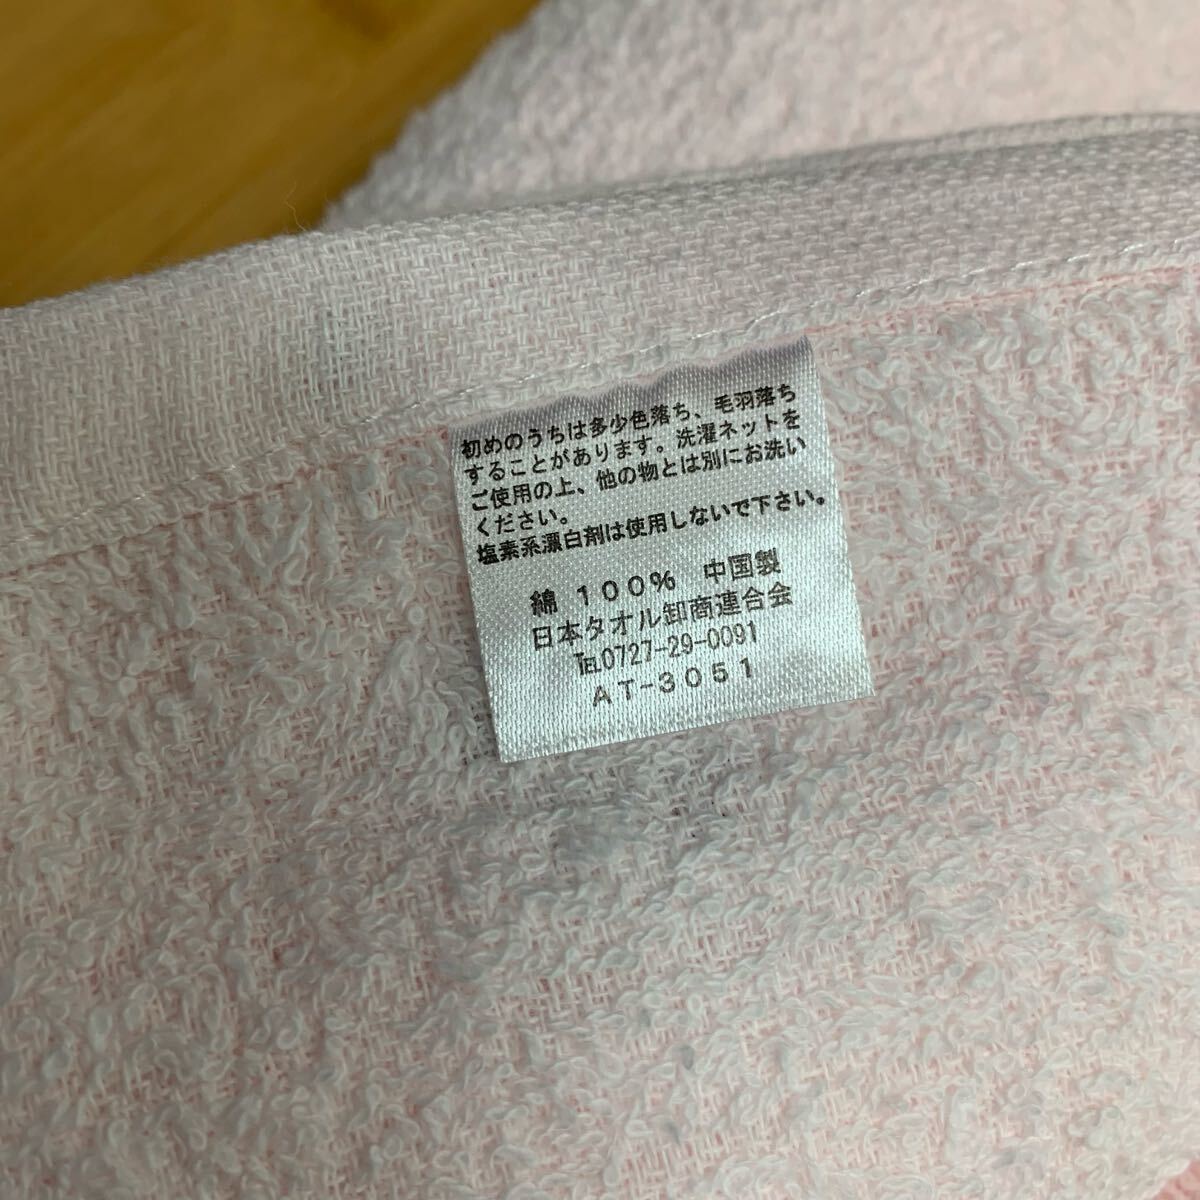 初めのうちは多少色落ち、毛羽落ち
することがあります。洗濯ネットを
ご使用の上、他の物とは別にお洗い
ください。
塩素系漂白剤は使用しないで下さい。
綿 100% 中国製
日本タオル卸商連合会
TEL0727-29-0091
AT-3051